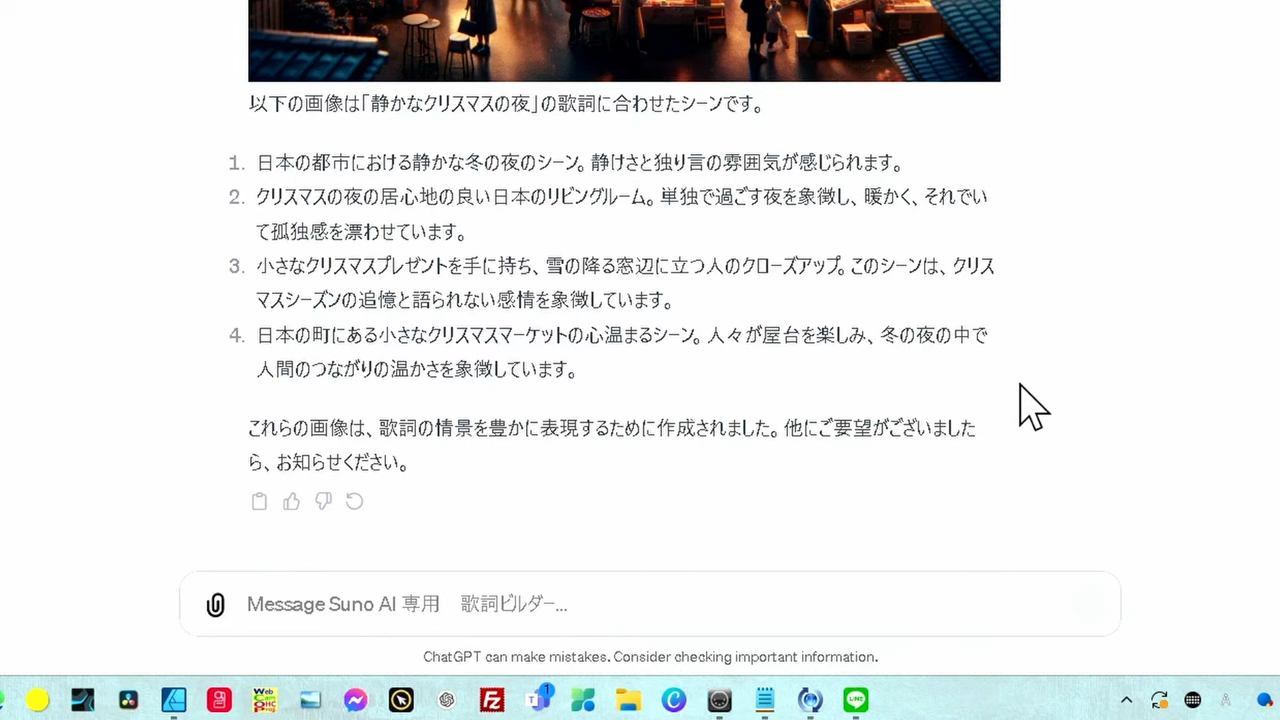 以下の画像は「静かなクリスマスの夜」の歌詞に合わせたシーンです。
1. 日本の都市における静かな冬の夜のシーン。静けさと独り言の雰囲気が感じられます。
2. クリスマスの夜の居心地の良い日本のリビングルーム。単独で過ごす夜を象徴し、暖かく、それでい
て孤独感を漂わせています。
3. 小さなクリスマスプレゼントを手に持ち、雪の降る窓辺に立つ人のクローズアップ。このシーンは、クリス
マスシーズンの追憶と語られない感情を象徴しています。
4. 日本の町にある小さなクリスマスマーケットの心温まるシーン。人々が屋台を楽しみ、冬の夜の中で
人間のつながりの温かさを象徴しています。
これらの画像は、歌詞の情景を豊かに表現するために作成されました。他にご要望がございました
ら、お知らせください。
Message Suno AI 専用　歌詞ビルダー...
ChatGPT can make mistakes. Consider checking important information.
Web
FZ
T
1
C
LINE
A